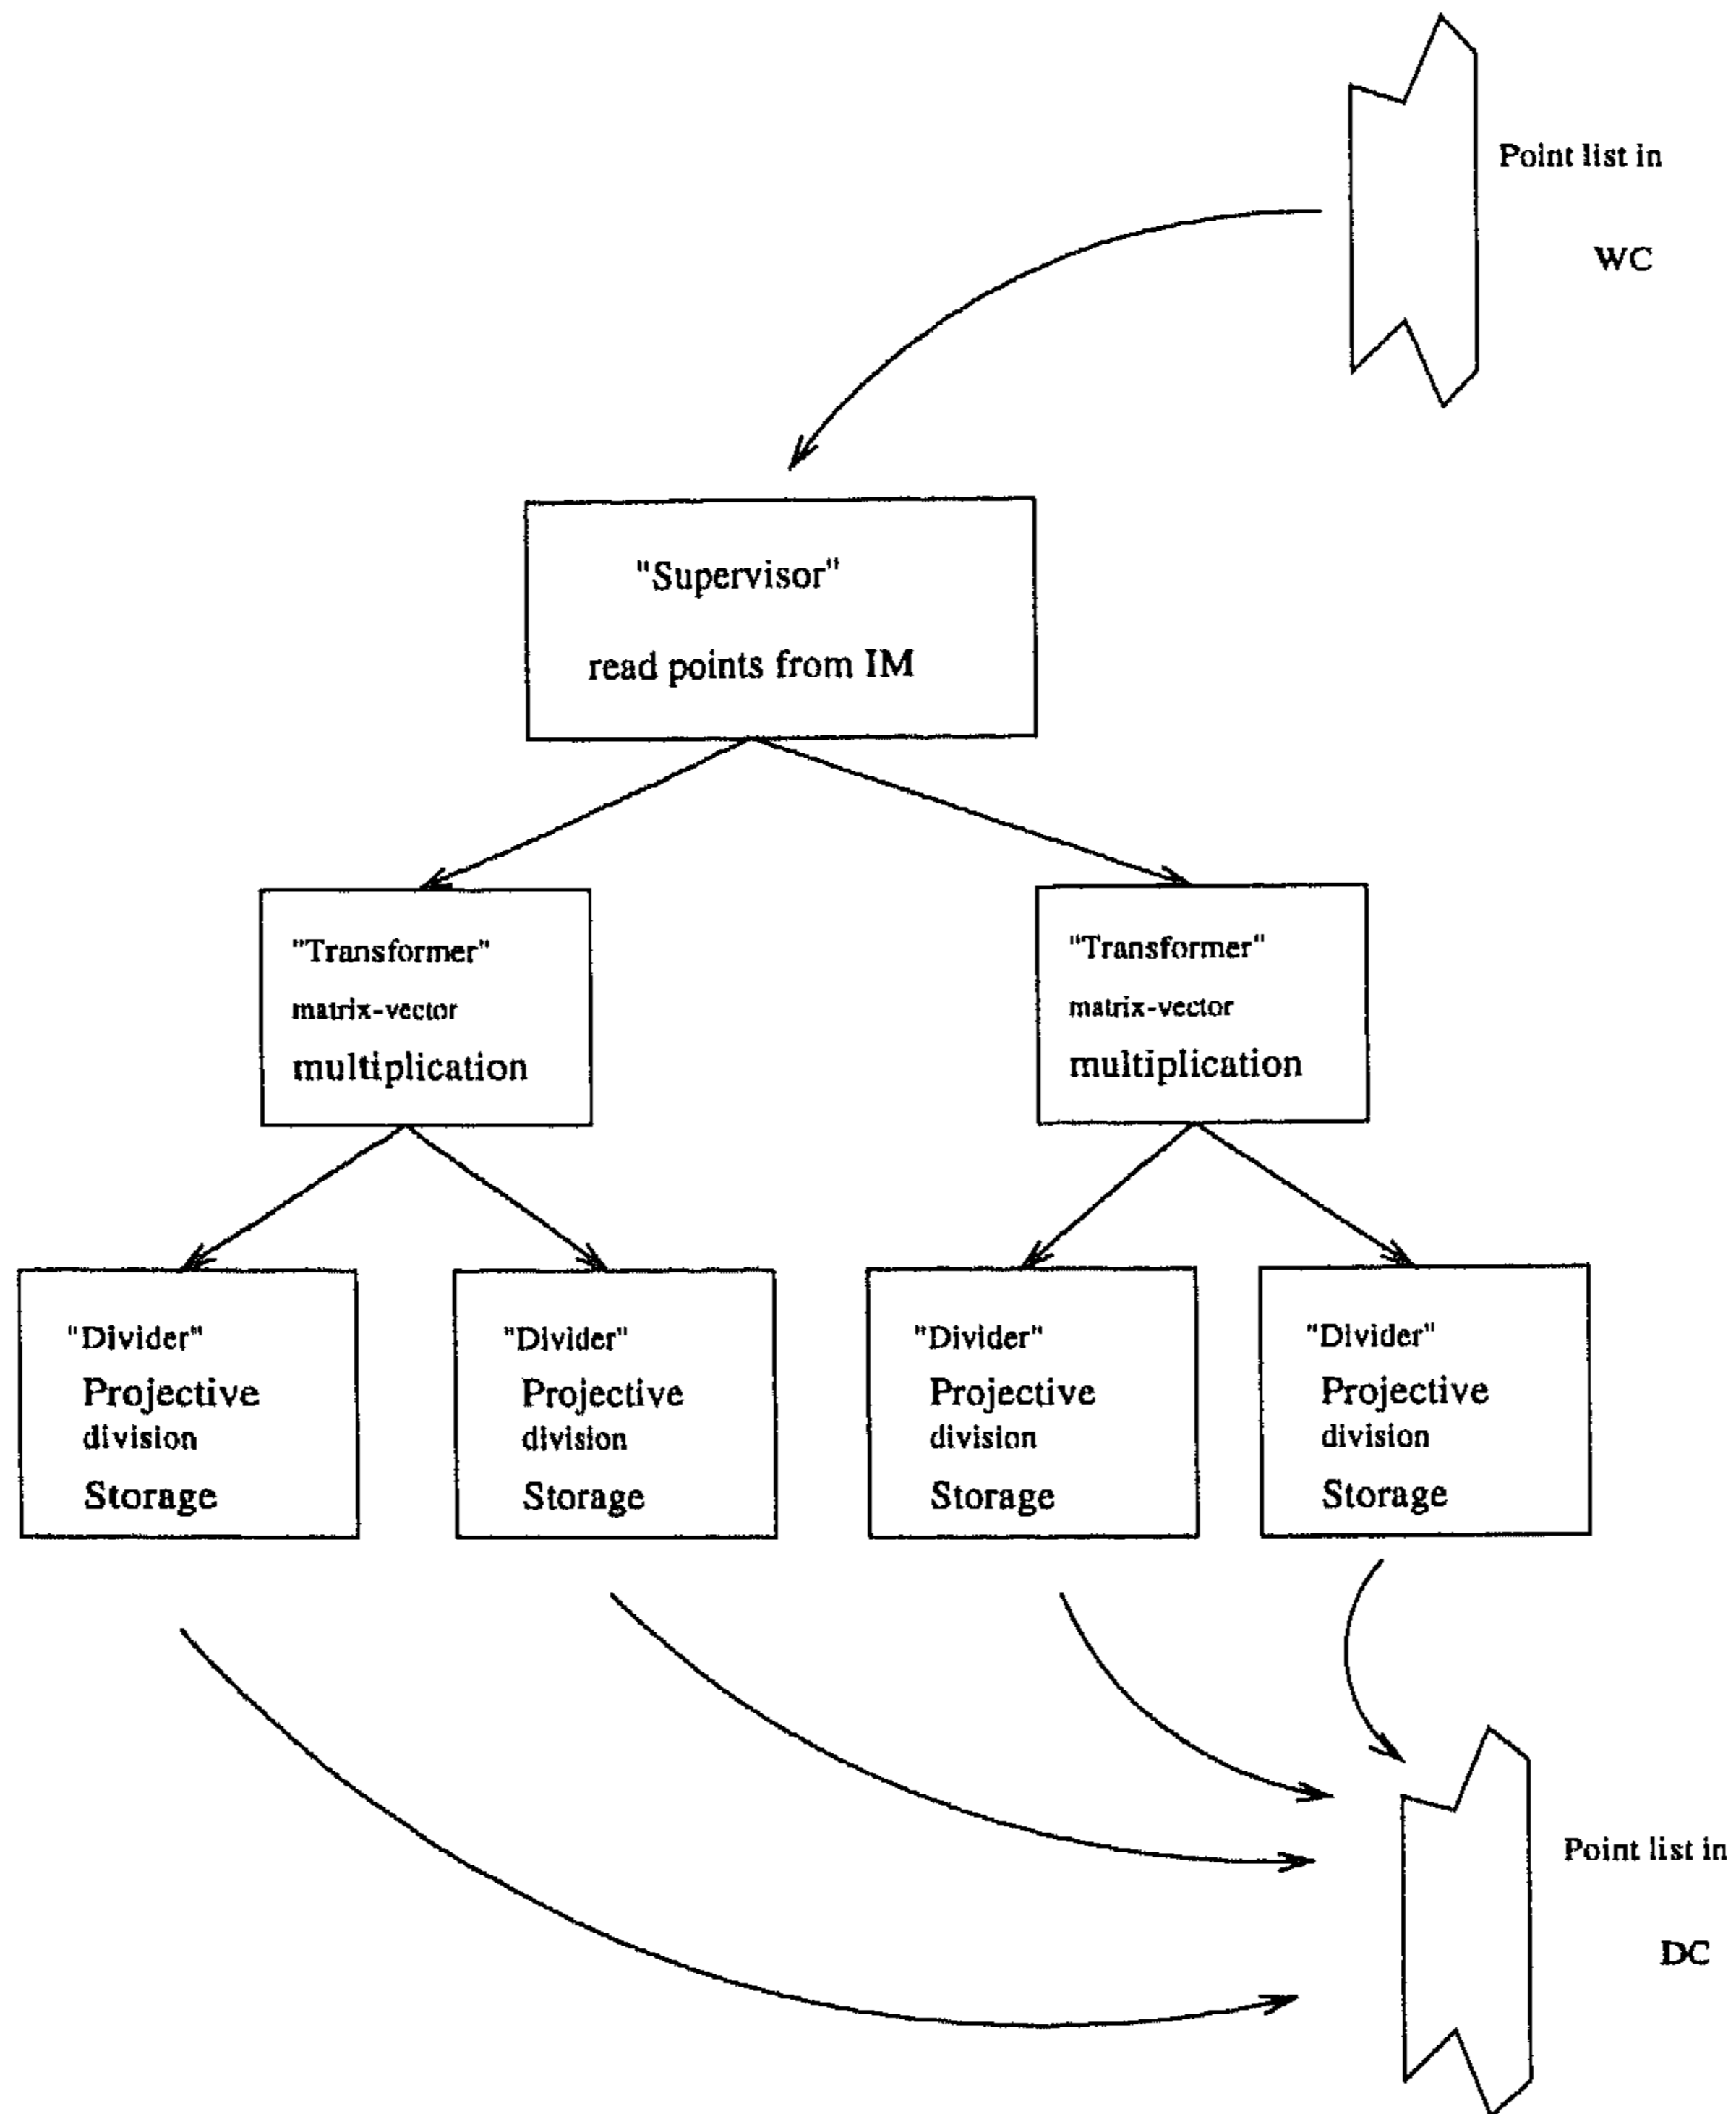 Point list in
WC
"Supervisor"
read points from IM
"Transformer"
matrix-vector
multiplication
"Transformer"
matrix-vector
multiplication
"Divider"
Projective
division
Storage
"Divider"
Projective
division
Storage
"Divider"
Projective
division
Storage
"Divider"
Projective
division
Storage
Point list in
DC